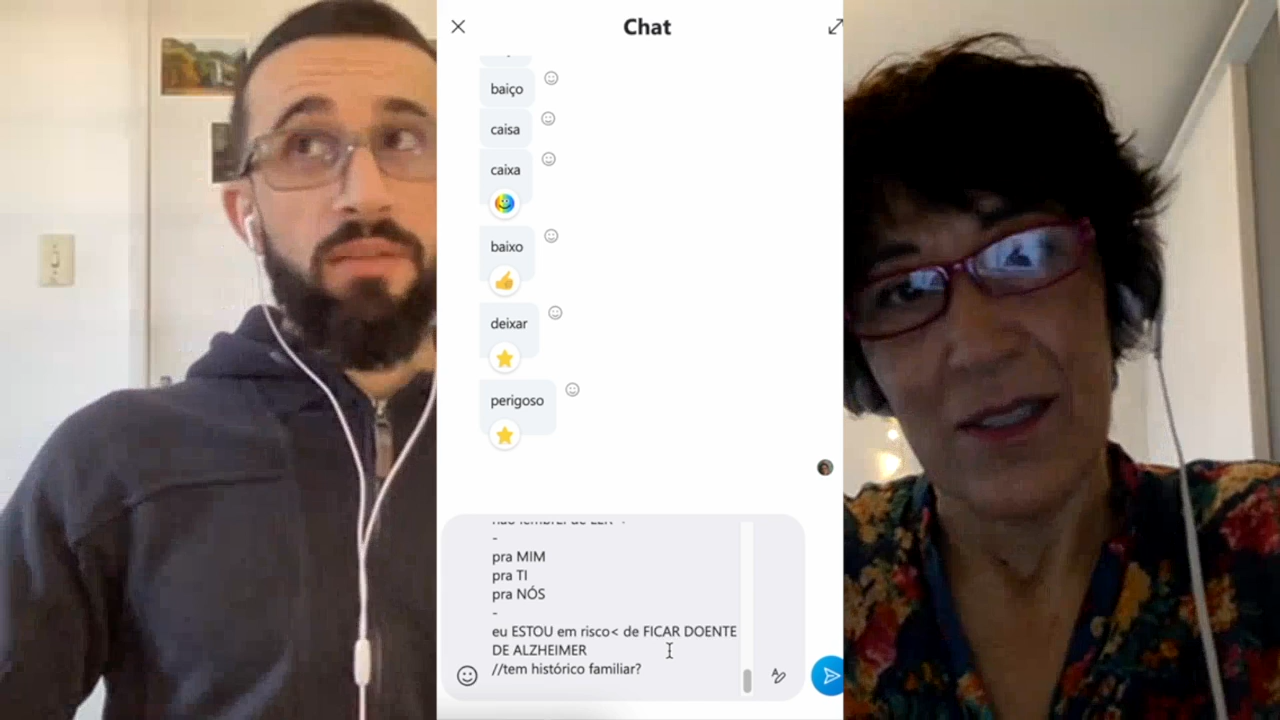 Chat
baiço
caisa
caixa
baixo
deixar
perigoso
-
pra MIM
pra TI
pra NÓS
-
eu ESTOU em risco< de FICAR DOENTE
DE ALZHEIMER
//tem histórico familiar?